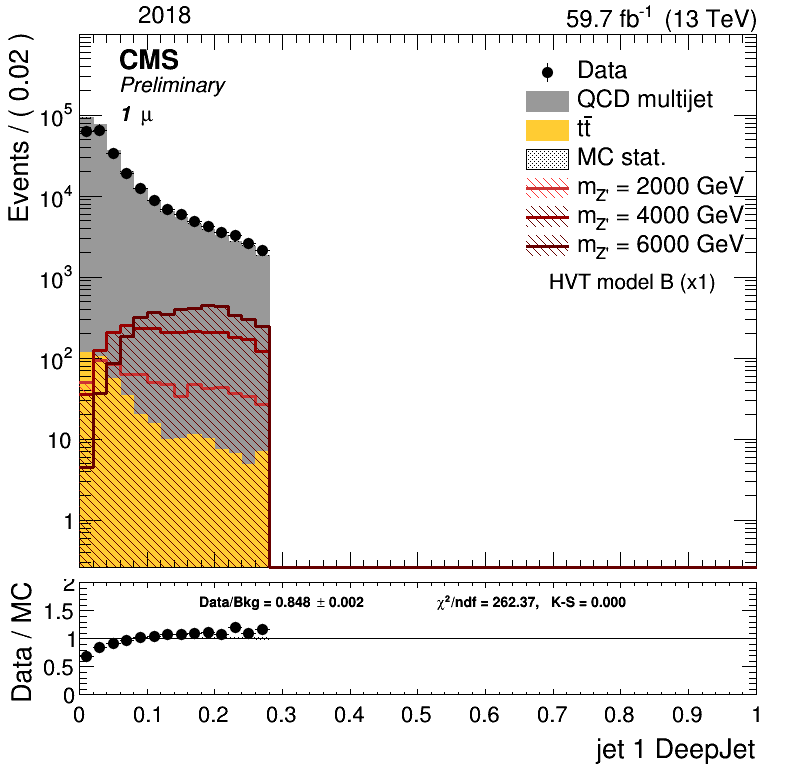 2018
59.7 fb⁻¹ (13 TeV)
CMS
Preliminary
1 μ
Data
QCD multijet
tt̄
MC stat.
m_Z' = 2000 GeV
m_Z' = 4000 GeV
m_Z' = 6000 GeV
HVT model B (x1)
Events / ( 0.02 )
10⁵
10⁴
10³
10²
10
1
Data/Bkg = 0.848 ± 0.002
χ²/ndf = 262.37, K-S = 0.000
Data / MC
2
1.5
1
0.5
0
0 0.1 0.2 0.3 0.4 0.5 0.6 0.7 0.8 0.9 1
jet 1 DeepJet